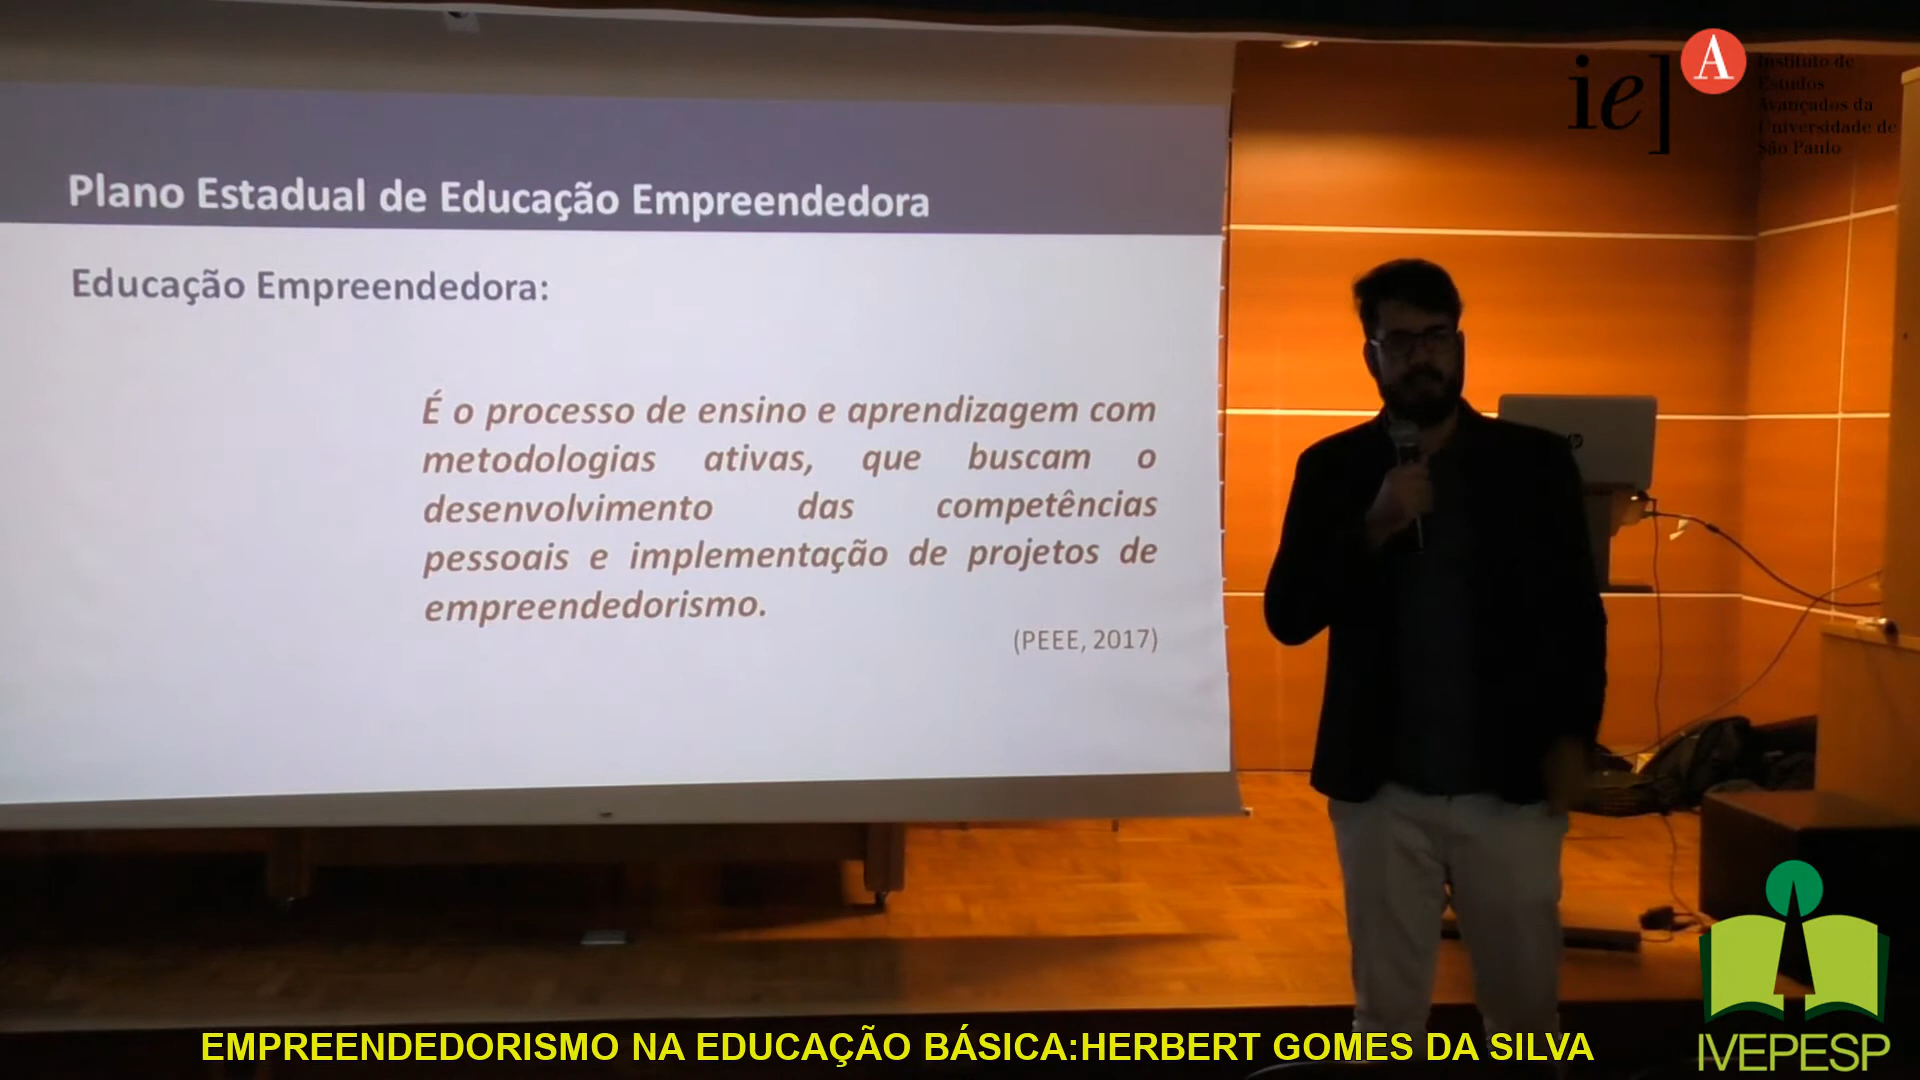 Plano Estadual de Educação Empreendedora
Educação Empreendedora:
É o processo de ensino e aprendizagem com
metodologias ativas, que buscam o
desenvolvimento das competências
pessoais e implementação de projetos de
empreendedorismo.
(PEEE, 2017)
ie] A
Instituto de
Estudos
Avançados da
Universidade de
São Paulo
hp
EMPREENDEDORISMO NA EDUCAÇÃO BÁSICA:HERBERT GOMES DA SILVA
IVEPESP